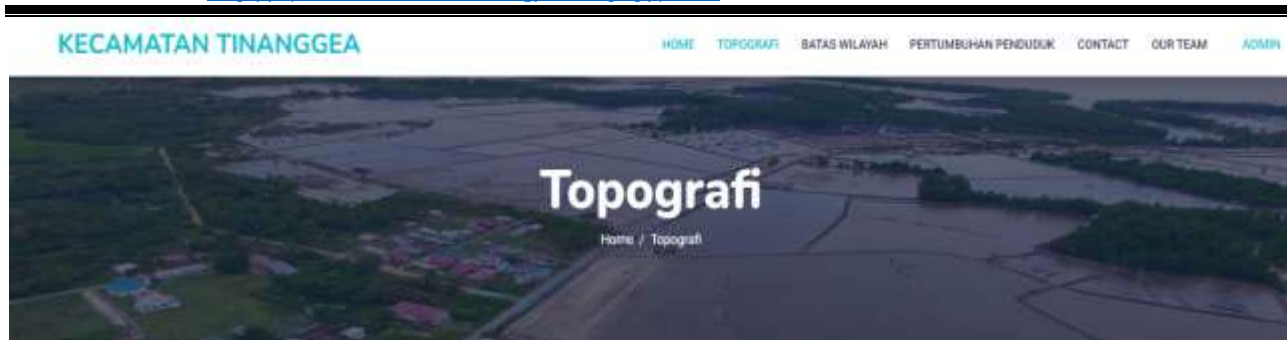 KECAMATAN TINANGGEA
HOME TOPOGRAFI BATAS WILAYAH PERTUMBUHAN PENDUDUK CONTACT OUR TEAM ADMIN
Topografi
Home / Topografi